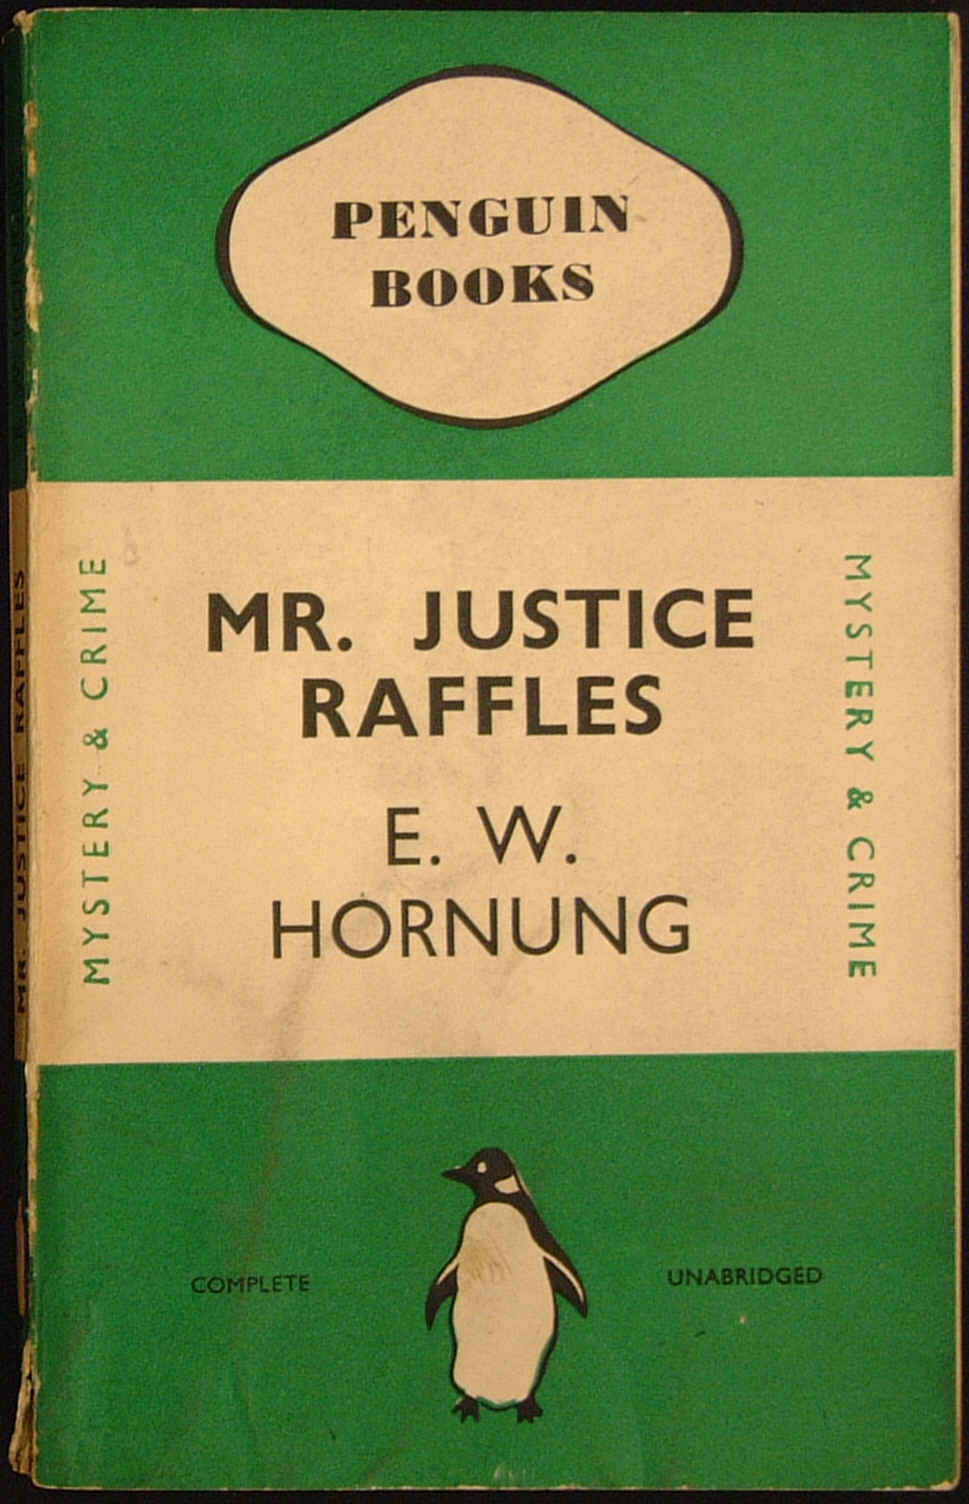 PENGUIN
BOOKS
MYSTERY & CRIME
MR. JUSTICE
RAFFLES
E. W.
HORNUNG
MYSTERY & CRIME
COMPLETE
UNABRIDGED
MR. JUSTICE RAFFLES